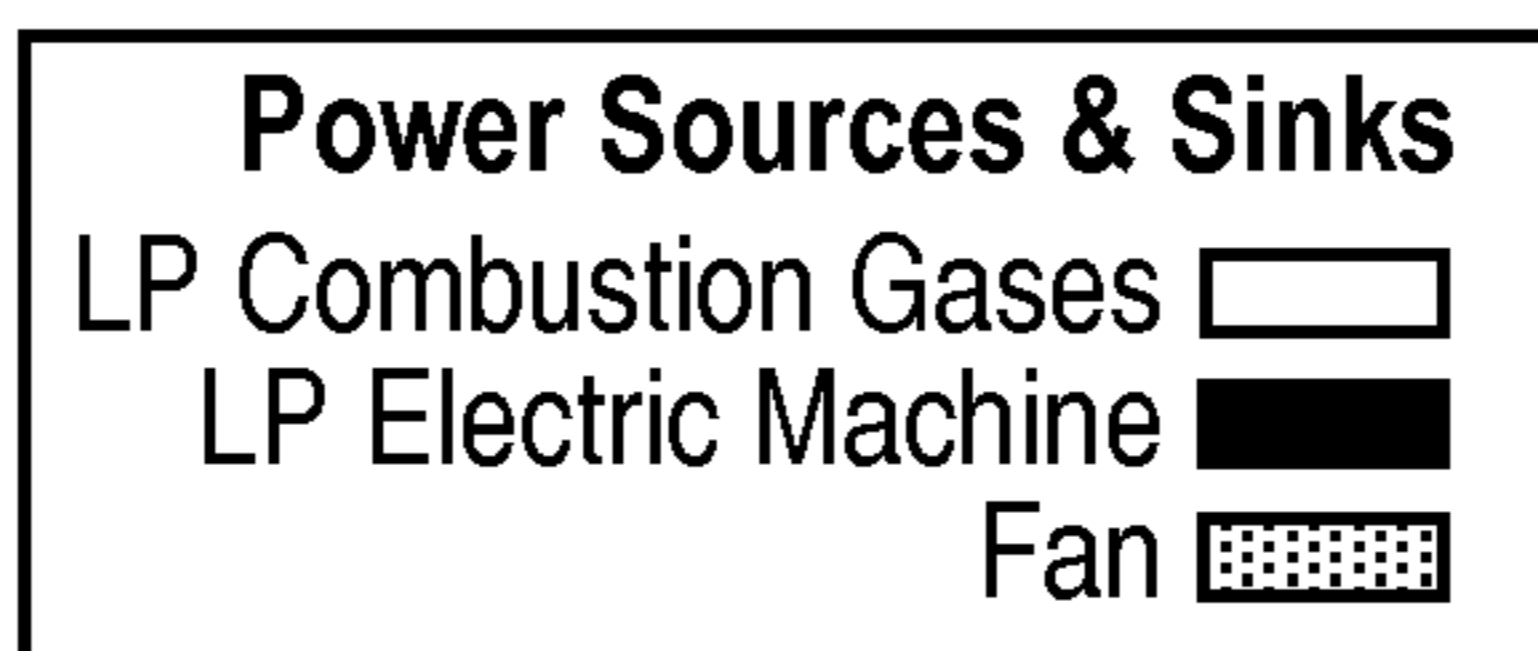 Power Sources & Sinks
LP Combustion Gases
LP Electric Machine
Fan